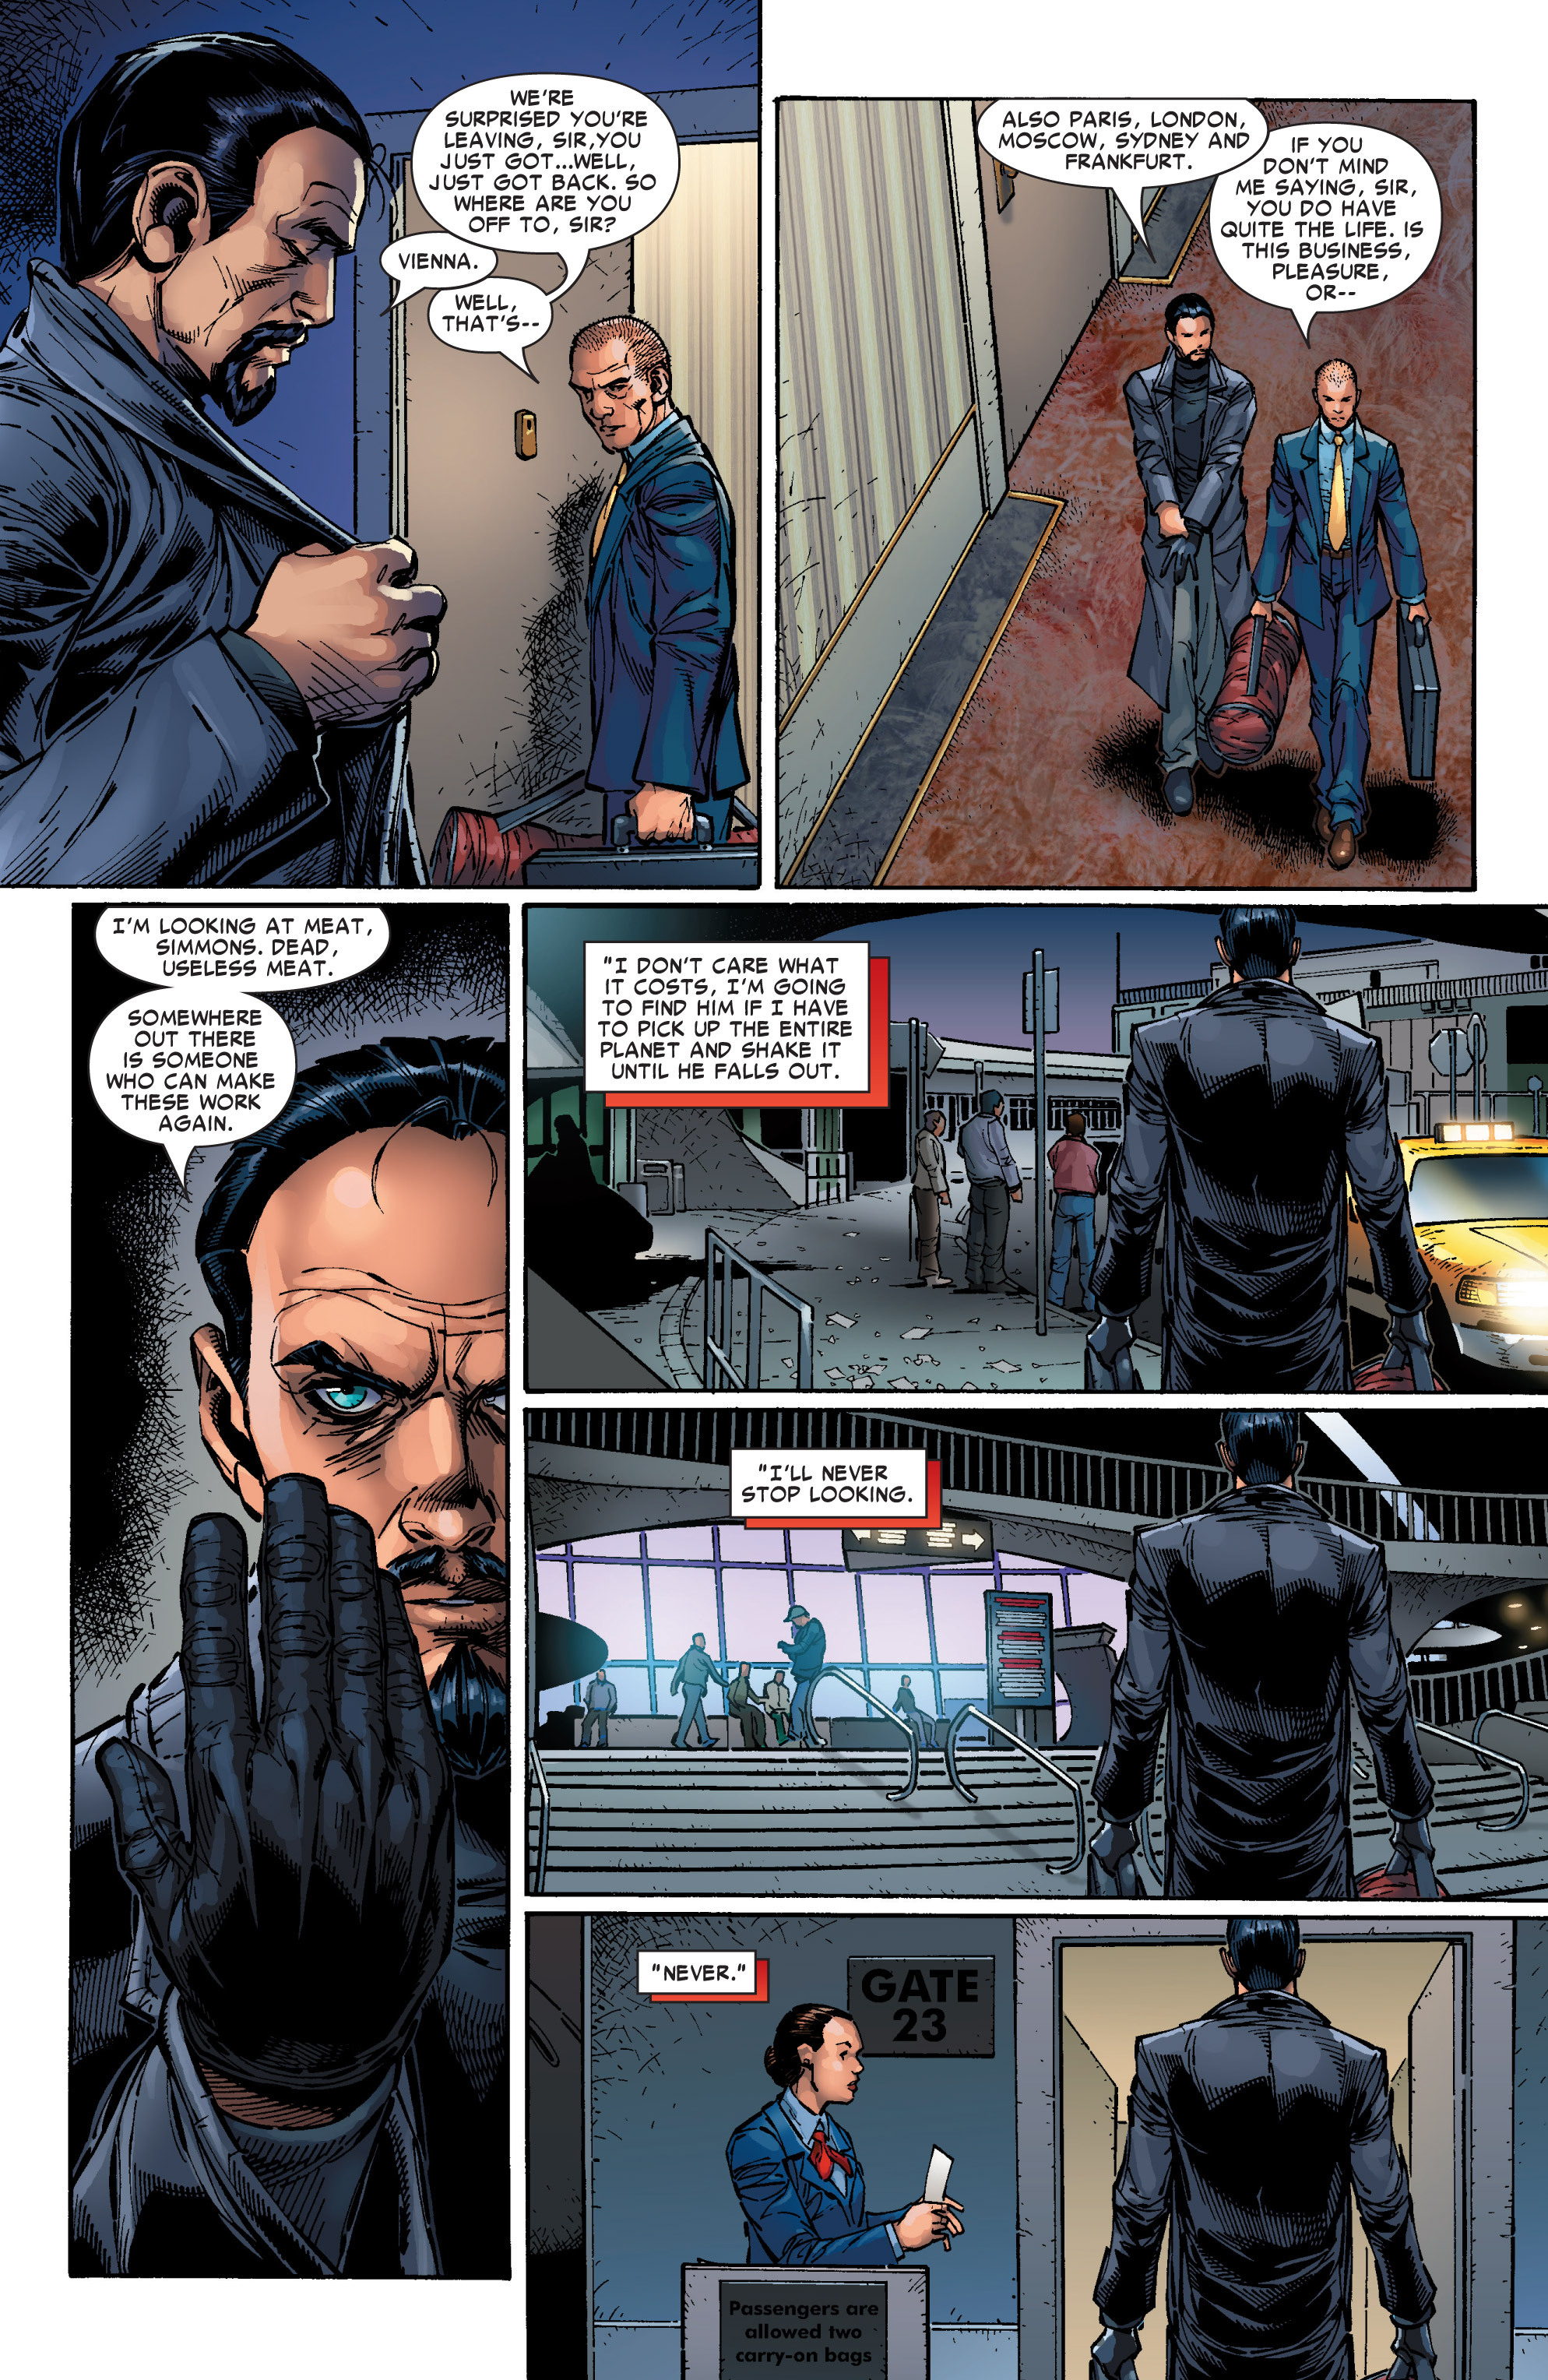 WE'RE
SURPRISED YOU'RE
LEAVING, SIR,YOU
JUST GOT...WELL,
JUST GOT BACK. SO
WHERE ARE YOU
OFF TO, SIR?
VIENNA.
WELL,
THAT'S--
ALSO PARIS, LONDON,
MOSCOW, SYDNEY AND
FRANKFURT.
IF YOU
DON'T MIND
ME SAYING, SIR,
YOU DO HAVE
QUITE THE LIFE. IS
THIS BUSINESS,
PLEASURE,
OR--
I'M LOOKING AT MEAT,
SIMMONS. DEAD,
USELESS MEAT.
SOMEWHERE
OUT THERE
IS SOMEONE
WHO CAN MAKE
THESE WORK
AGAIN.
"I DON'T CARE WHAT
IT COSTS, I'M GOING
TO FIND HIM IF I HAVE
TO PICK UP THE ENTIRE
PLANET AND SHAKE IT
UNTIL HE FALLS OUT.
"I'LL NEVER
STOP LOOKING.
"NEVER."
GATE
23
Passengers are
allowed two
carry-on bags